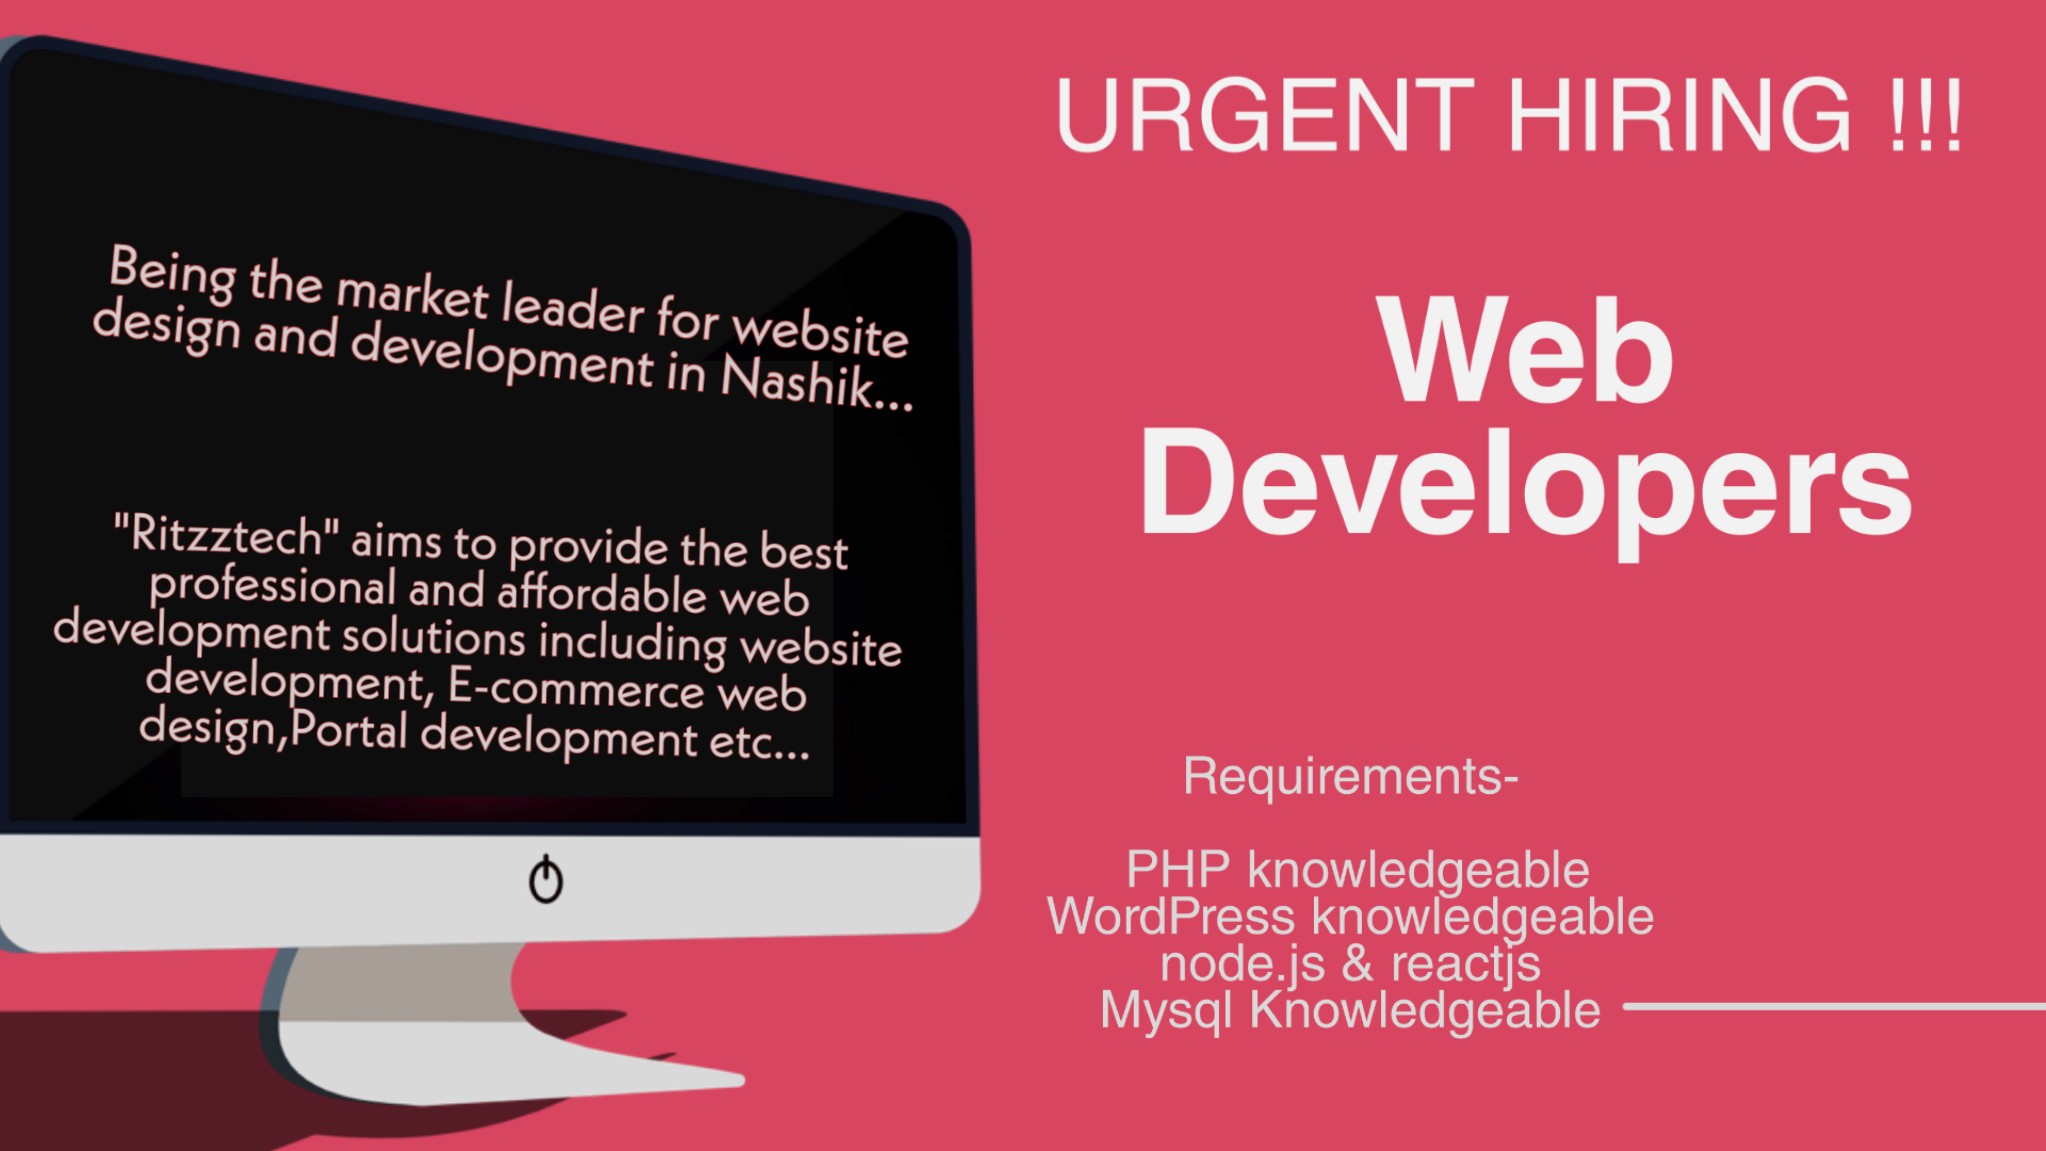 Being the market leader for website
design and development in Nashik...
"Ritzztech" aims to provide the best
professional and affordable web
development solutions including website
development, E-commerce web
design,Portal development etc...
URGENT HIRING !!!
Web
Developers
Requirements-
PHP knowledgeable
WordPress knowledgeable
node.js & reactjs
Mysql Knowledgeable